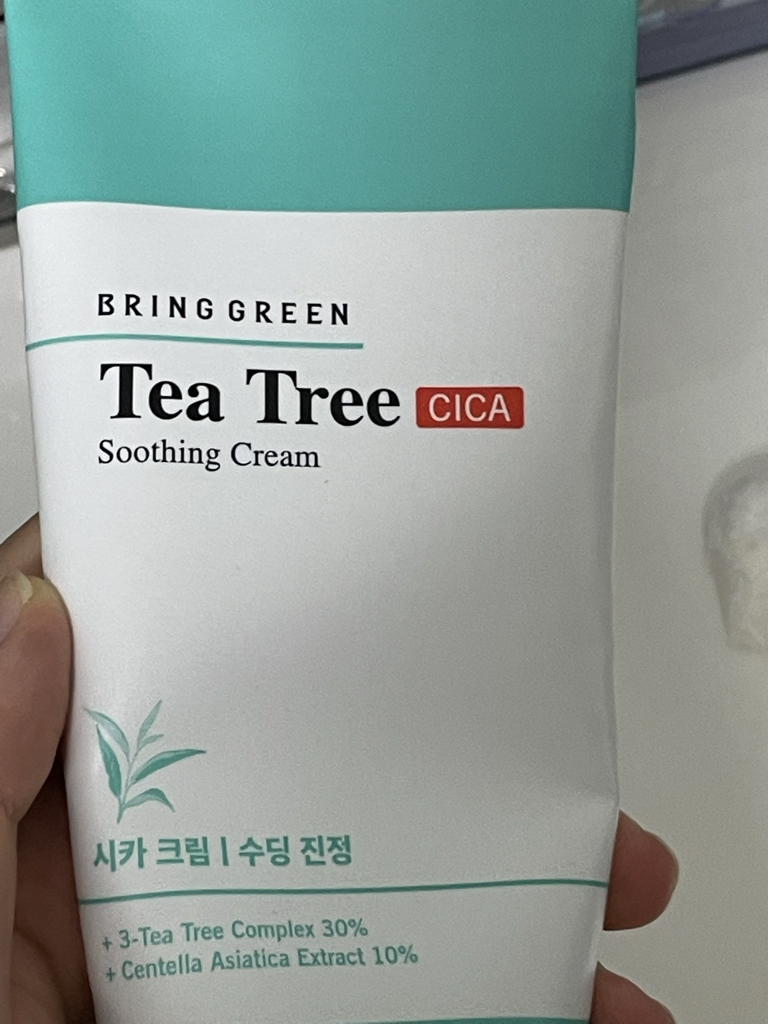 BRING GREEN
Tea Tree CICA
Soothing Cream
시카 크림 | 수딩 진정
+ 3-Tea Tree Complex 30%
+ Centella Asiatica Extract 10%